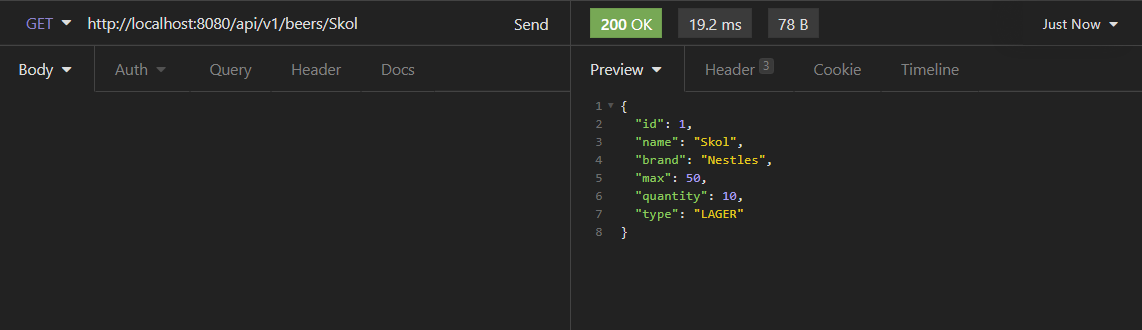 GET http://localhost:8080/api/v1/beers/Skol Send 200 OK 19.2 ms 78 B Just Now
Body Auth Query Header Docs Preview Header 3 Cookie Timeline
1 {
2 "id": 1,
3 "name": "Skol",
4 "brand": "Nestles",
5 "max": 50,
6 "quantity": 10,
7 "type": "LAGER"
8 }